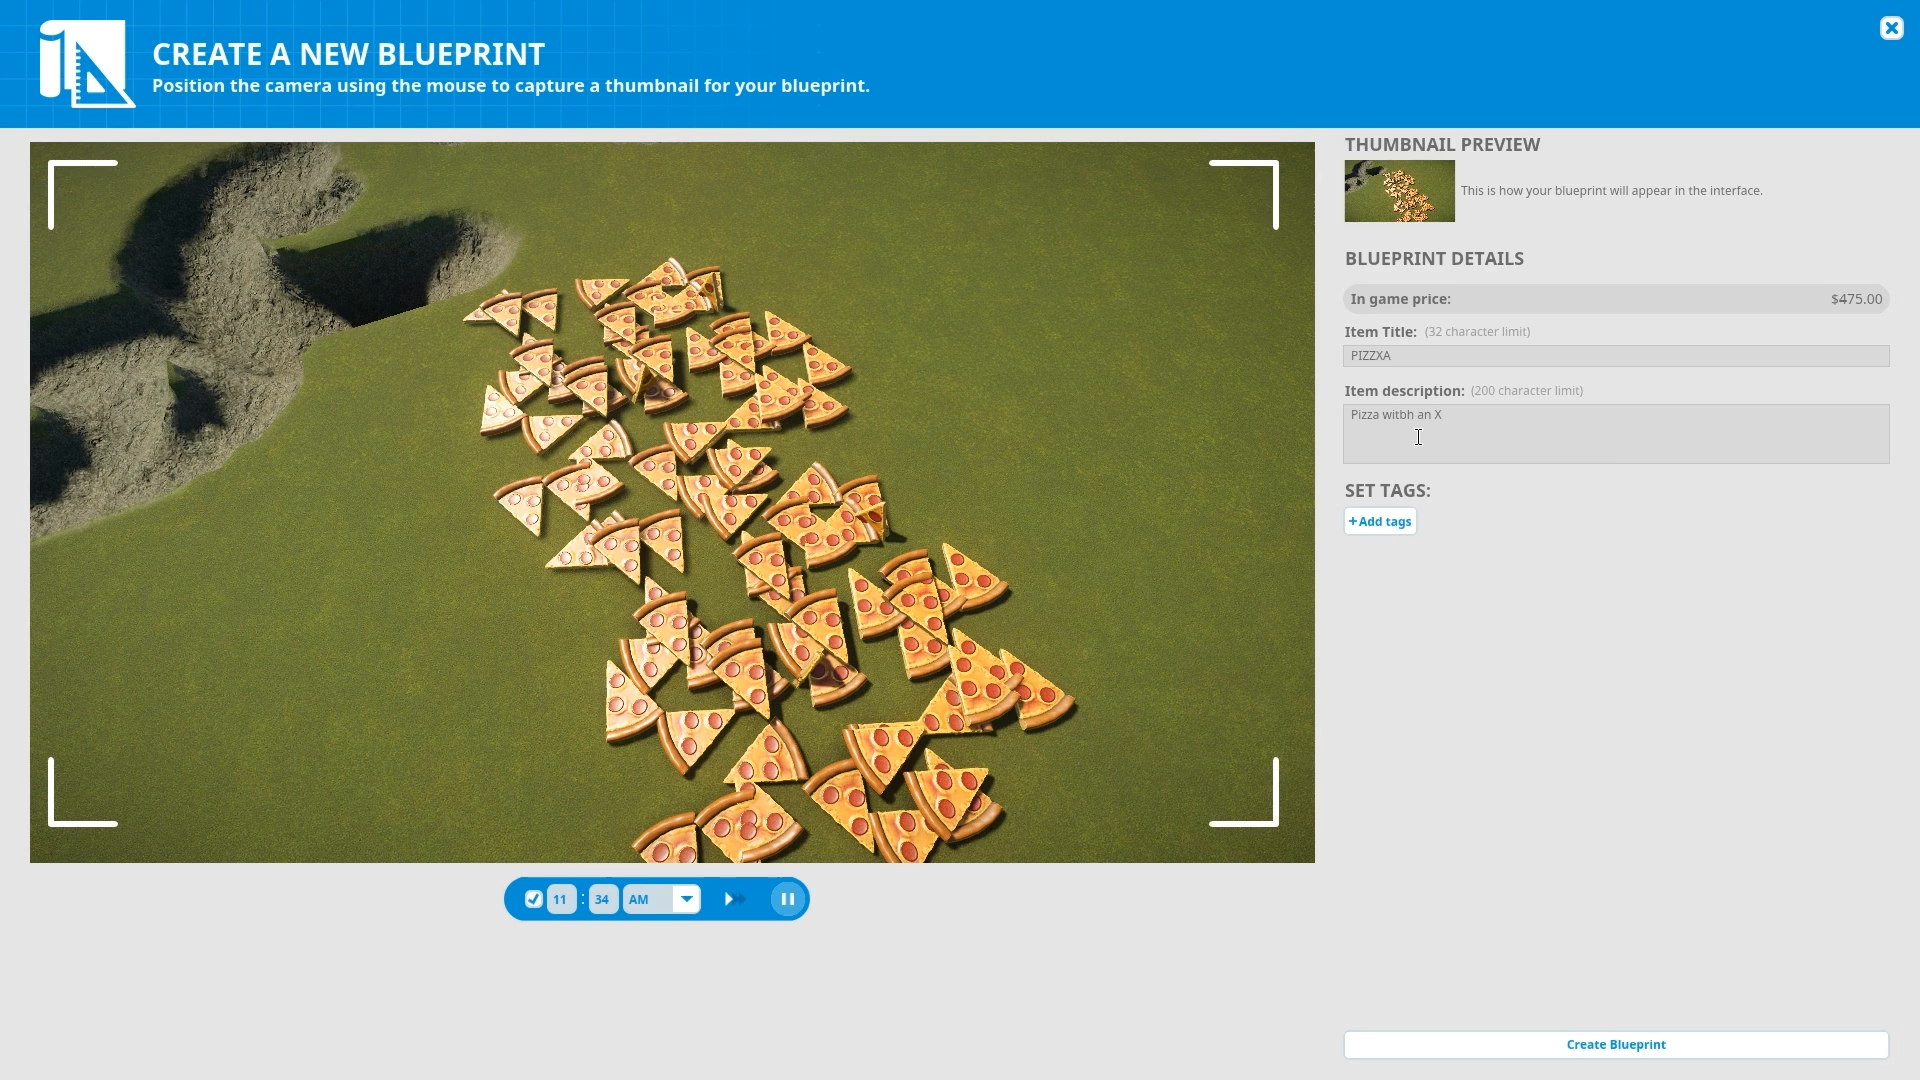 CREATE A NEW BLUEPRINT
Position the camera using the mouse to capture a thumbnail for your blueprint.
THUMBNAIL PREVIEW
This is how your blueprint will appear in the interface.
BLUEPRINT DETAILS
In game price: $475.00
Item Title: (32 character limit)
PIZZXA
Item description: (200 character limit)
Pizza witbh an X
SET TAGS:
+Add tags
11 : 34 AM
Create Blueprint